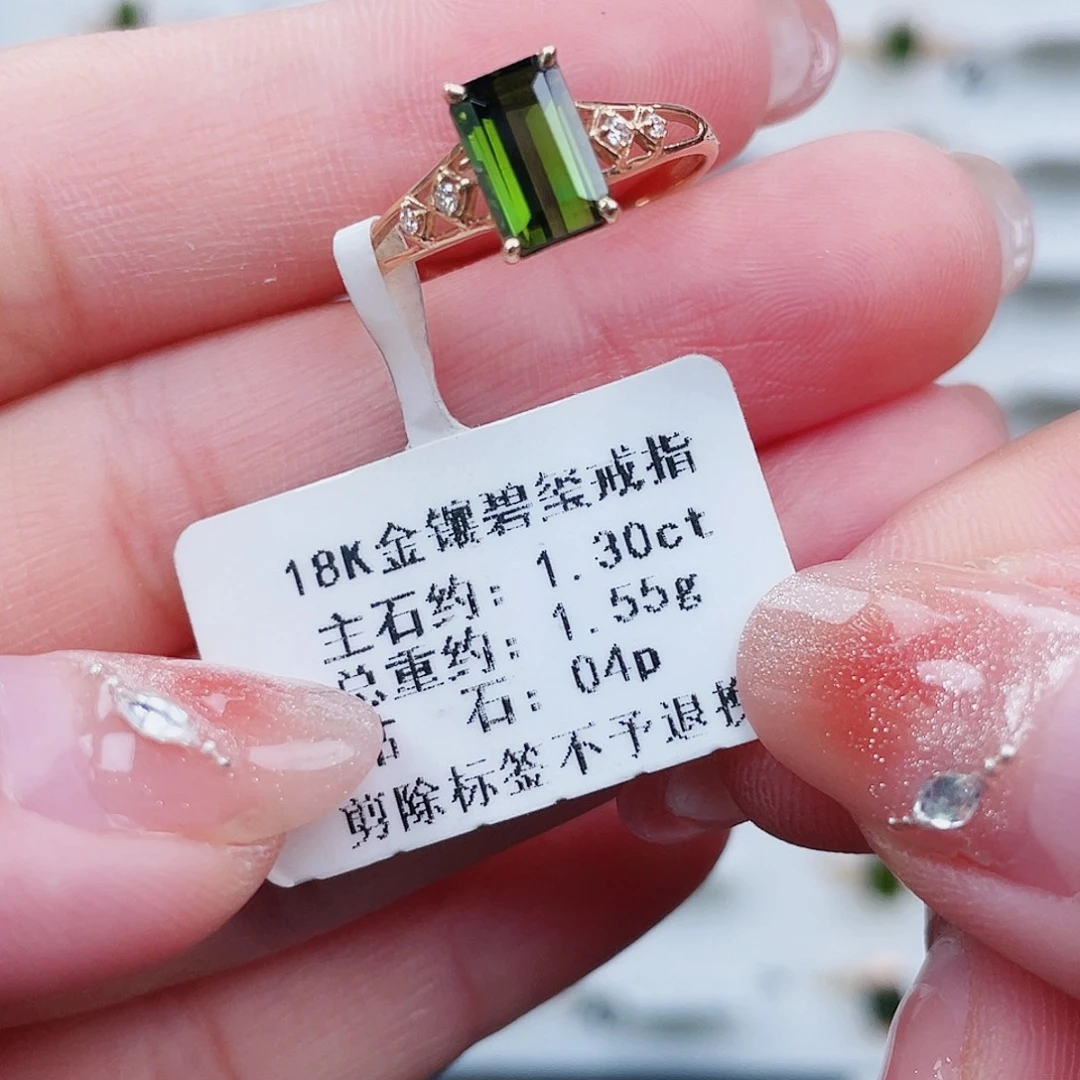 18K金镶碧玺戒指
主石约: 1.30ct
总重约: 1.55g
石: 04p
剪除标签不予退换